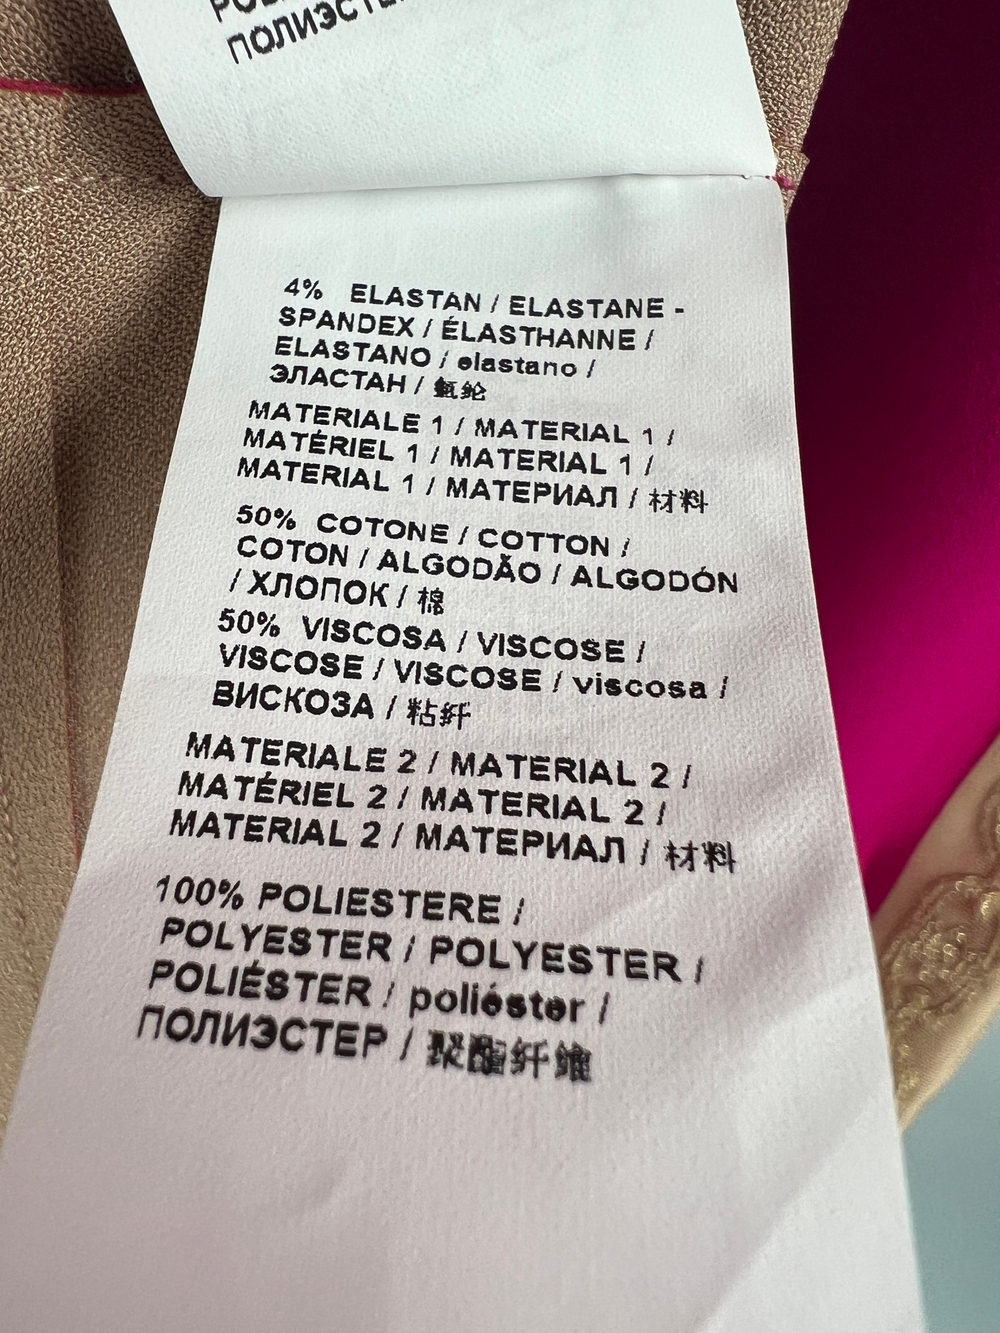 ПОЛИЭСТЕ
4% ELASTAN / ELASTANE -
SPANDEX / ÉLASTHANNE /
ELASTANO / elastano /
ЭЛАСТАН / 氨纶
MATERIALE 1 / MATERIAL 1 /
MATÉRIEL 1 / MATERIAL 1 /
MATERIAL 1 / МАТЕРИАЛ / 材料
50% COTONE / COTTON /
COTON / ALGODÃO / ALGODÓN
/ ХЛОПОК / 棉
50% VISCOSA / VISCOSE /
VISCOSE / VISCOSE / viscosa /
ВИСКОЗА / 粘纤
MATERIALE 2 / MATERIAL 2 /
MATÉRIEL 2 / MATERIAL 2 /
MATERIAL 2 / МАТЕРИАЛ / 材料
100% POLIESTERE /
POLYESTER / POLYESTER /
POLIÉSTER / poliéster /
ПОЛИЭСТЕР / 聚酯纤维